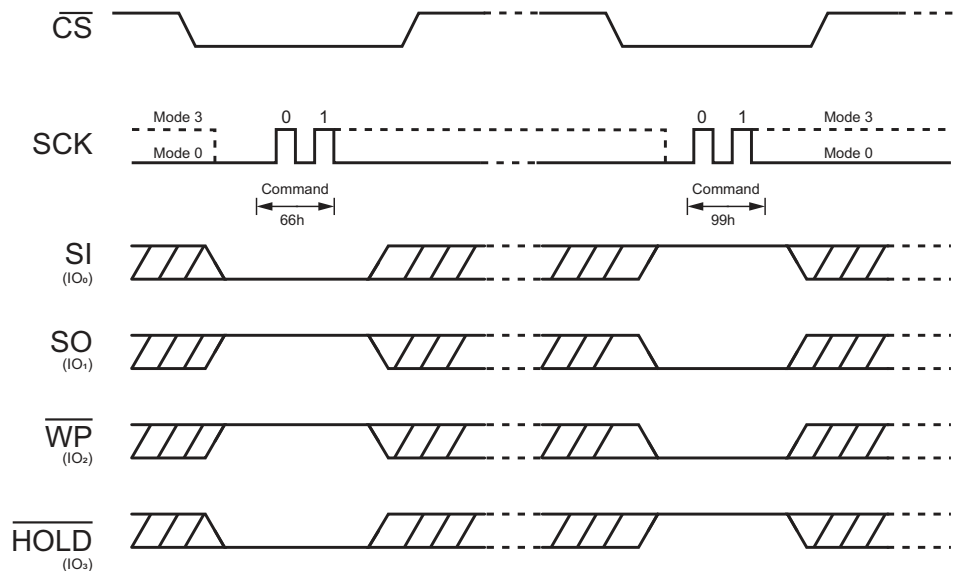 CS
SCK
Mode 3
Mode 0
0 1
0 1
Mode 3
Mode 0
Command
66h
Command
99h
SI
(IO₀)
SO
(IO₁)
WP
(IO₂)
HOLD
(IO₃)